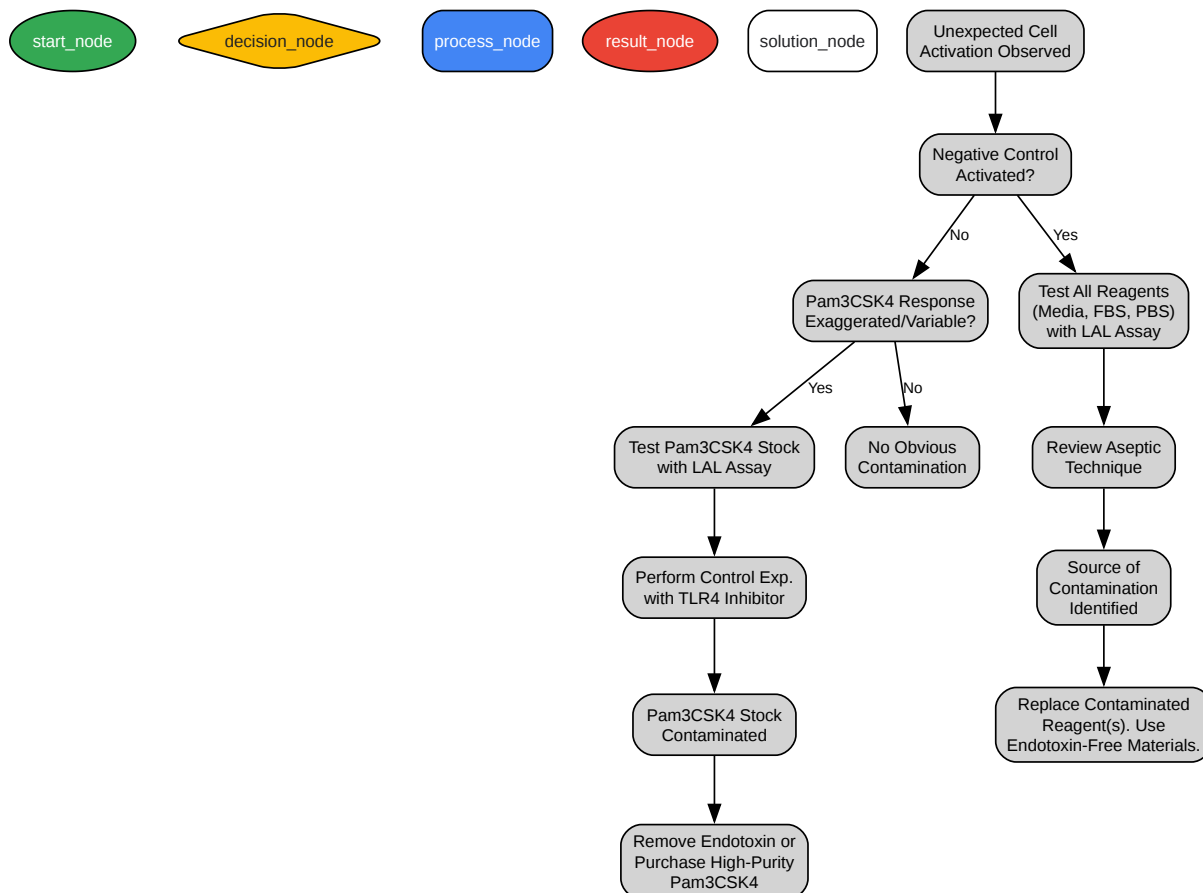 start_node
decision_node
process_node
result_node
solution_node
Unexpected Cell
Activation Observed
Negative Control
Activated?
No
Yes
Pam3CSK4 Response
Exaggerated/Variable?
Test All Reagents
(Media, FBS, PBS)
with LAL Assay
Yes
No
Test Pam3CSK4 Stock
with LAL Assay
No Obvious
Contamination
Review Aseptic
Technique
Perform Control Exp.
with TLR4 Inhibitor
Source of
Contamination
Identified
Pam3CSK4 Stock
Contaminated
Replace Contaminated
Reagent(s). Use
Endotoxin-Free Materials.
Remove Endotoxin or
Purchase High-Purity
Pam3CSK4